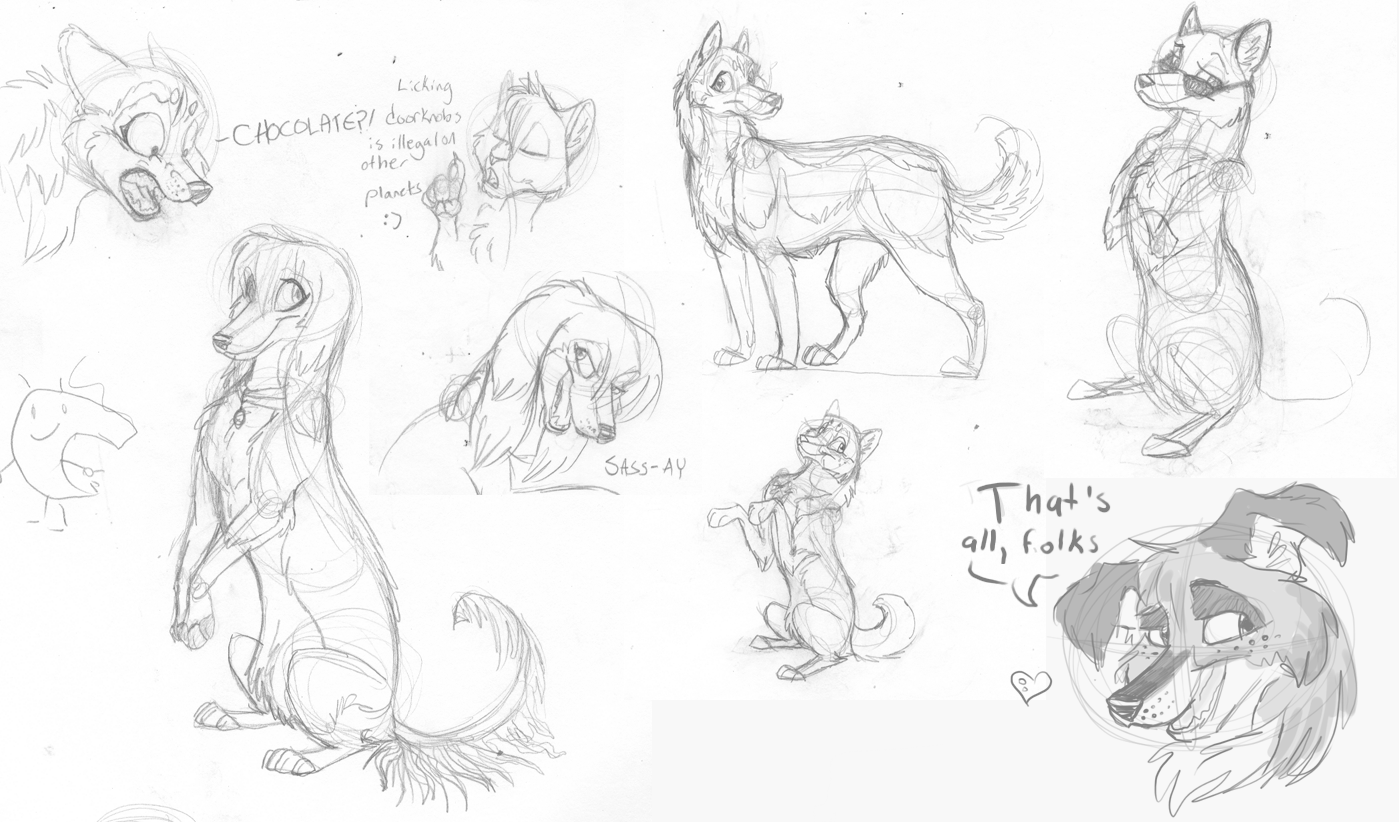 CHOCOLATE?!
Licking
doorknobs
is illegal on
other
planets
:)
SASS-AY
That's
all, folks